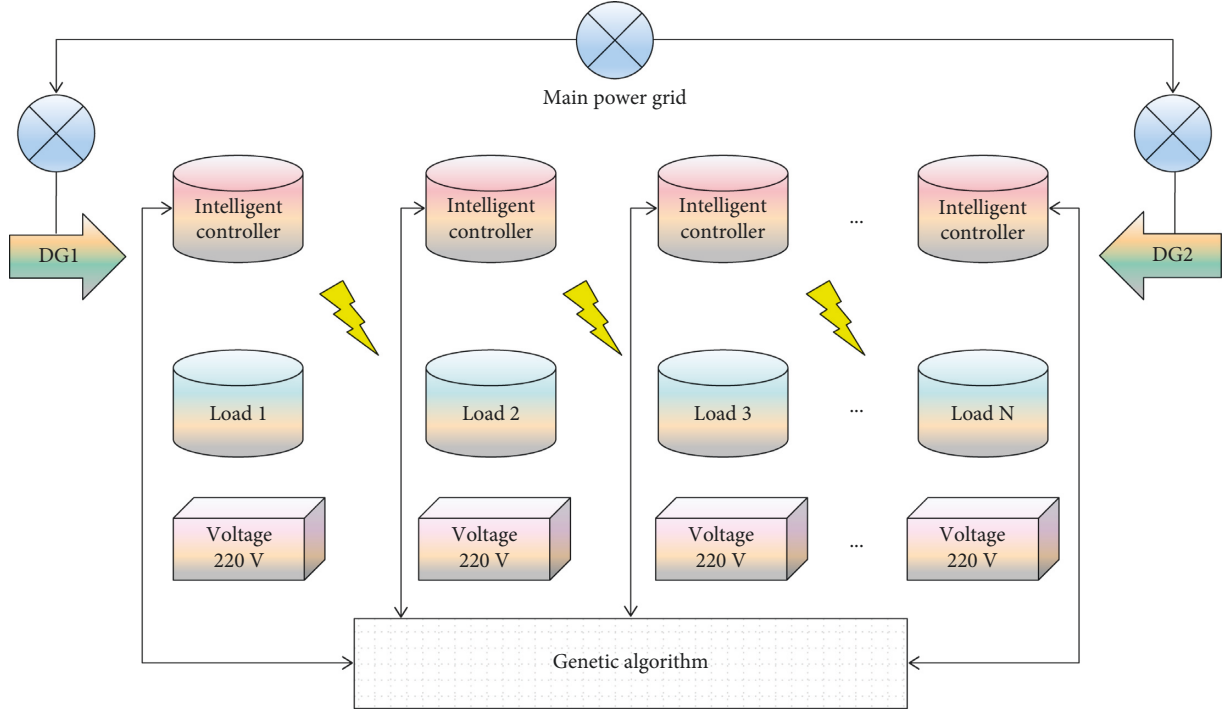 Main power grid
Intelligent
controller
Intelligent
controller
Intelligent
controller
...
Intelligent
controller
DG1
DG2
Load 1
Load 2
Load 3
...
Load N
Voltage
220 V
Voltage
220 V
Voltage
220 V
...
Voltage
220 V
Genetic algorithm